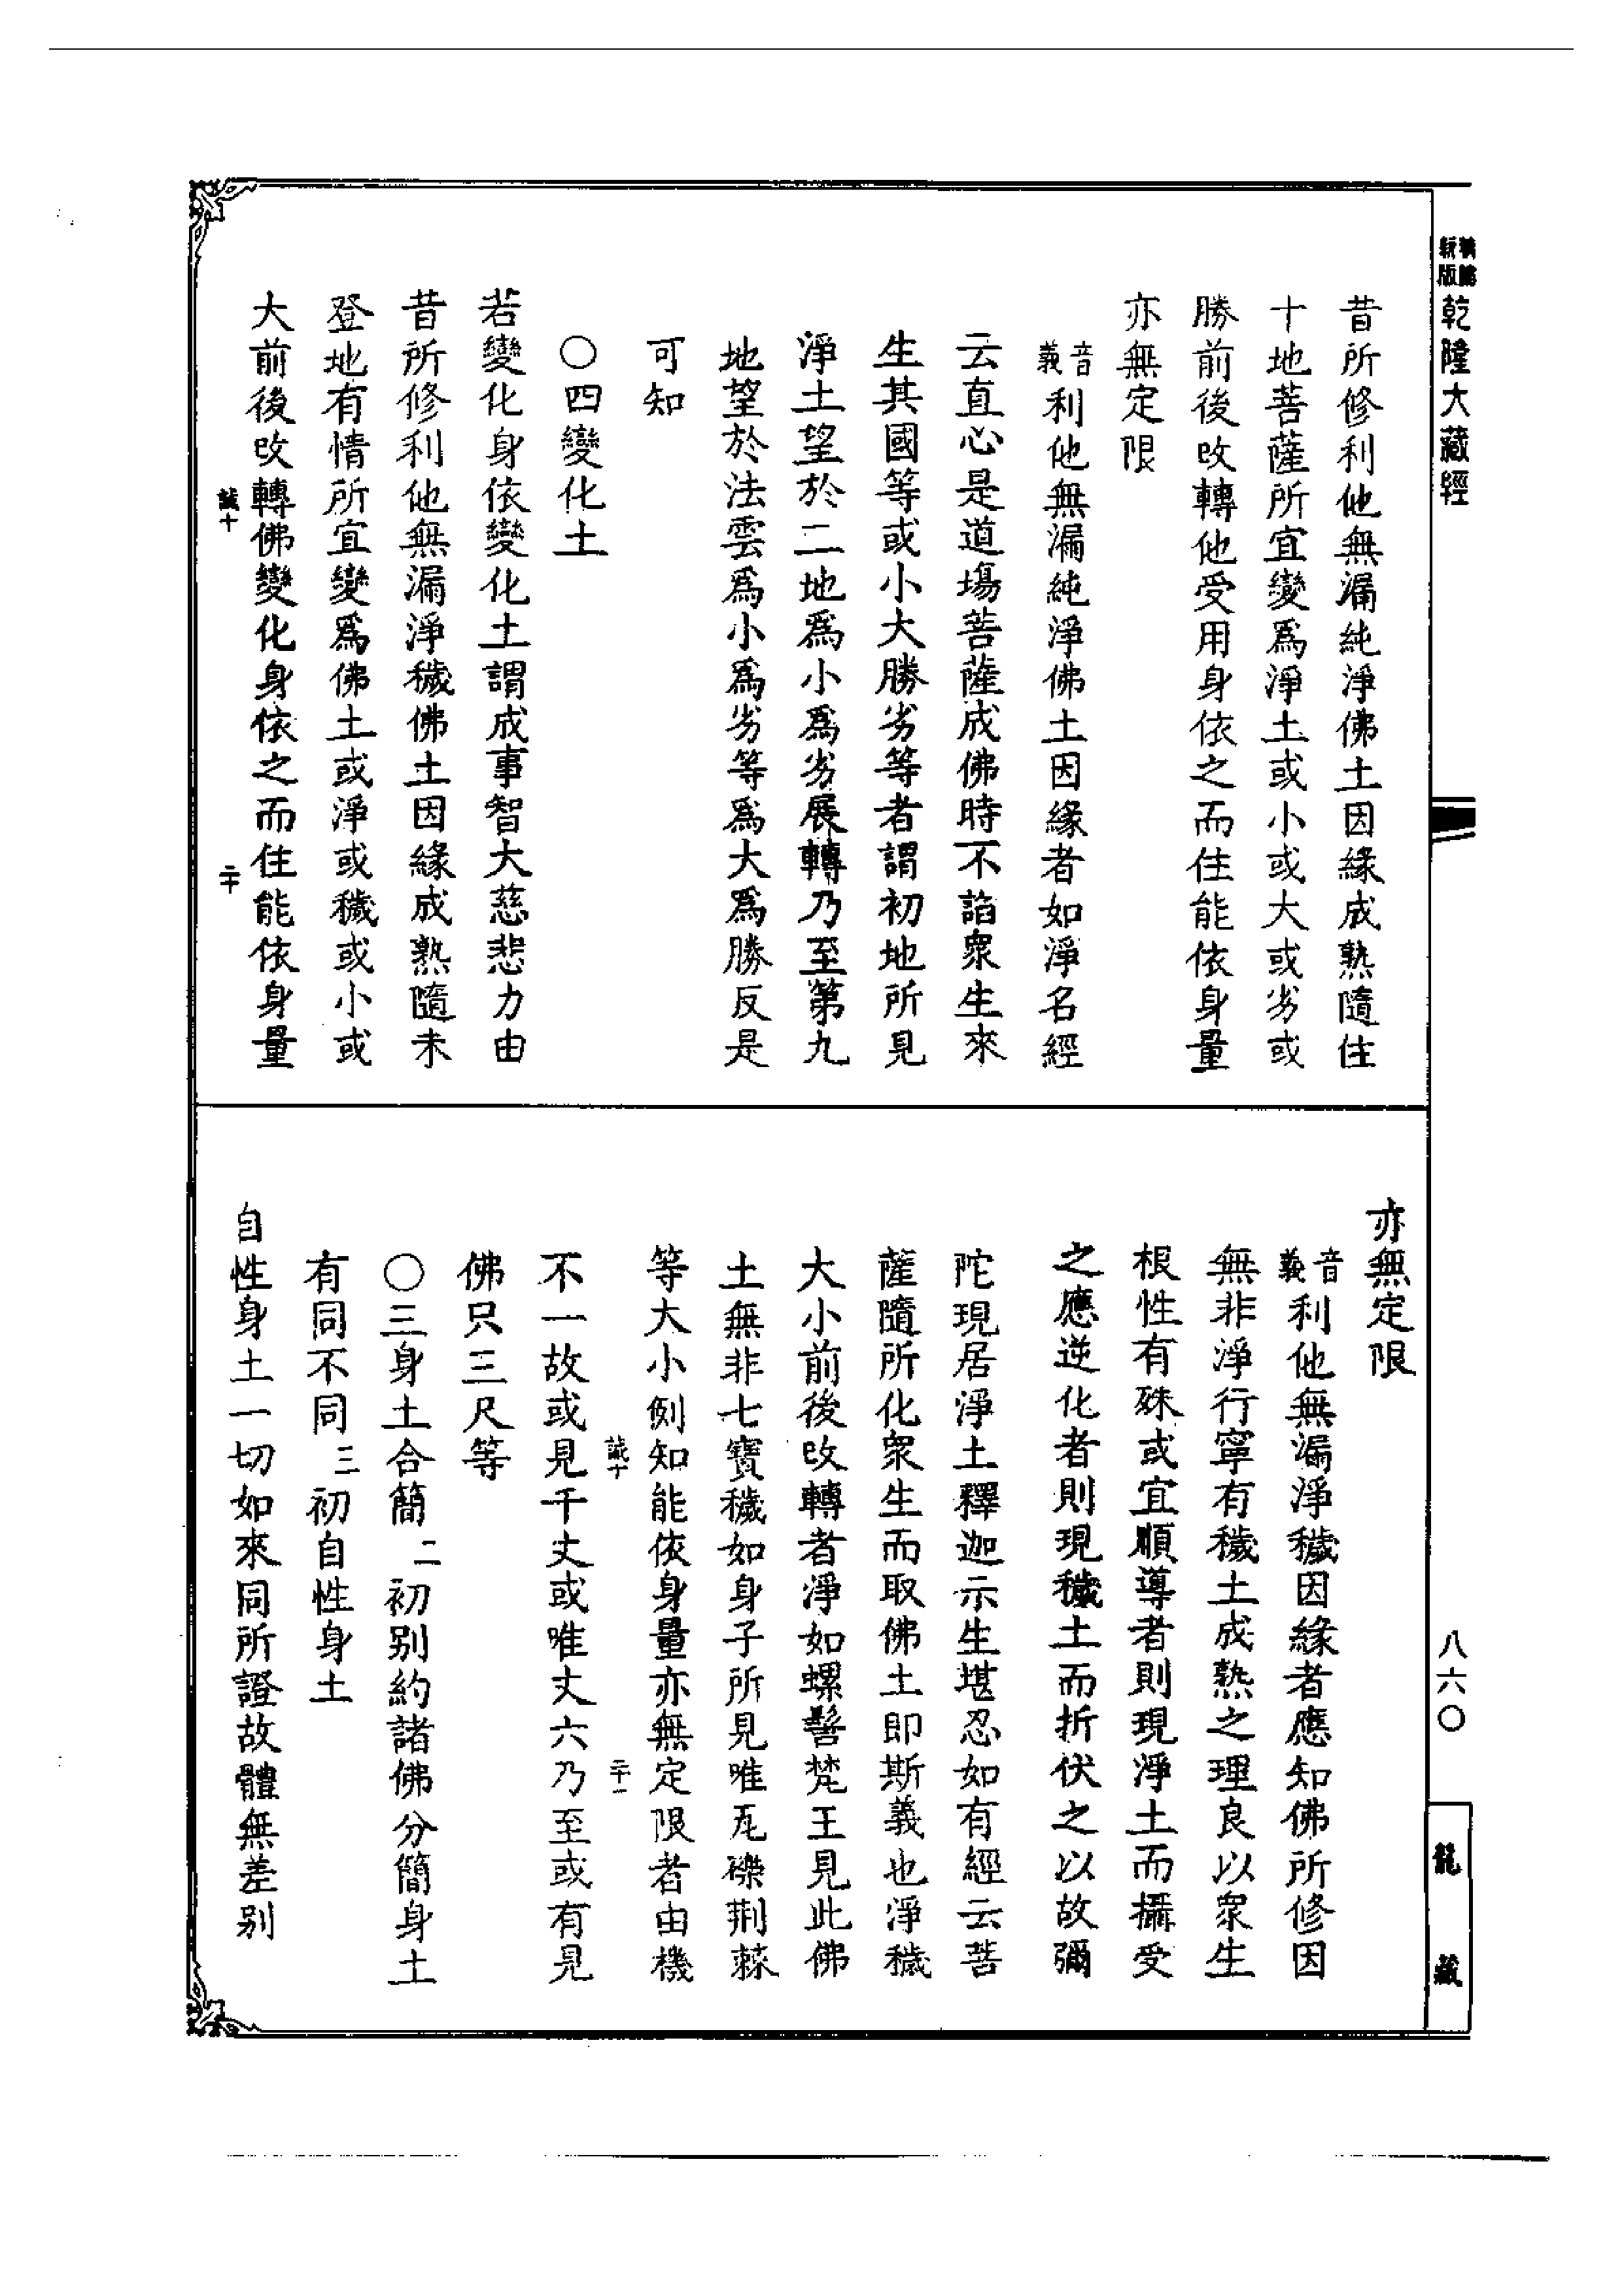 新版
乾隆大藏經
昔所修利他無漏純淨佛土因緣成熟隨住
十地菩薩所宜變爲淨土或小或大或劣或
勝前後改轉他受用身依之而住能依身量
亦無定限
音義利他無漏純淨佛土因緣者如淨名經
云直心是道場菩薩成佛時不諂衆生來
生其國等或小大勝劣等者謂初地所見
淨土望於二地爲小爲劣展轉乃至第九
地望於法雲爲小爲劣等爲大爲勝反是
可知
○四變化土
若變化身依變化土謂成事智大慈悲力由
昔所修利他無漏淨穢佛土因緣成熟隨未
登地有情所宜變爲佛土或淨或穢或小或
大前後改轉佛變化身依之而住能依身量
誠十
二十
亦無定限
音義利他無漏淨穢因緣者應知佛所修因
無非淨行寧有穢土成熟之理良以衆生
根性有殊或宜順導者則現淨土而攝受
之應逆化者則現穢土而折伏之以故彌
陀現居淨土釋迦示生堪忍如有經云菩
薩隨所化衆生而取佛土即斯義也淨穢
大小前後改轉者淨如螺髻梵王見此佛
土無非七寶穢如身子所見唯瓦礫荆棘
等大小例知能依身量亦無定限者由機
誠十
二十一
不一故或見千丈或唯丈六乃至或有見
佛只三尺等
○三身土合簡二初別約諸佛分簡身土
有同不同三初自性身土
自性身土一切如來同所證故體無差別
八六〇
龍藏